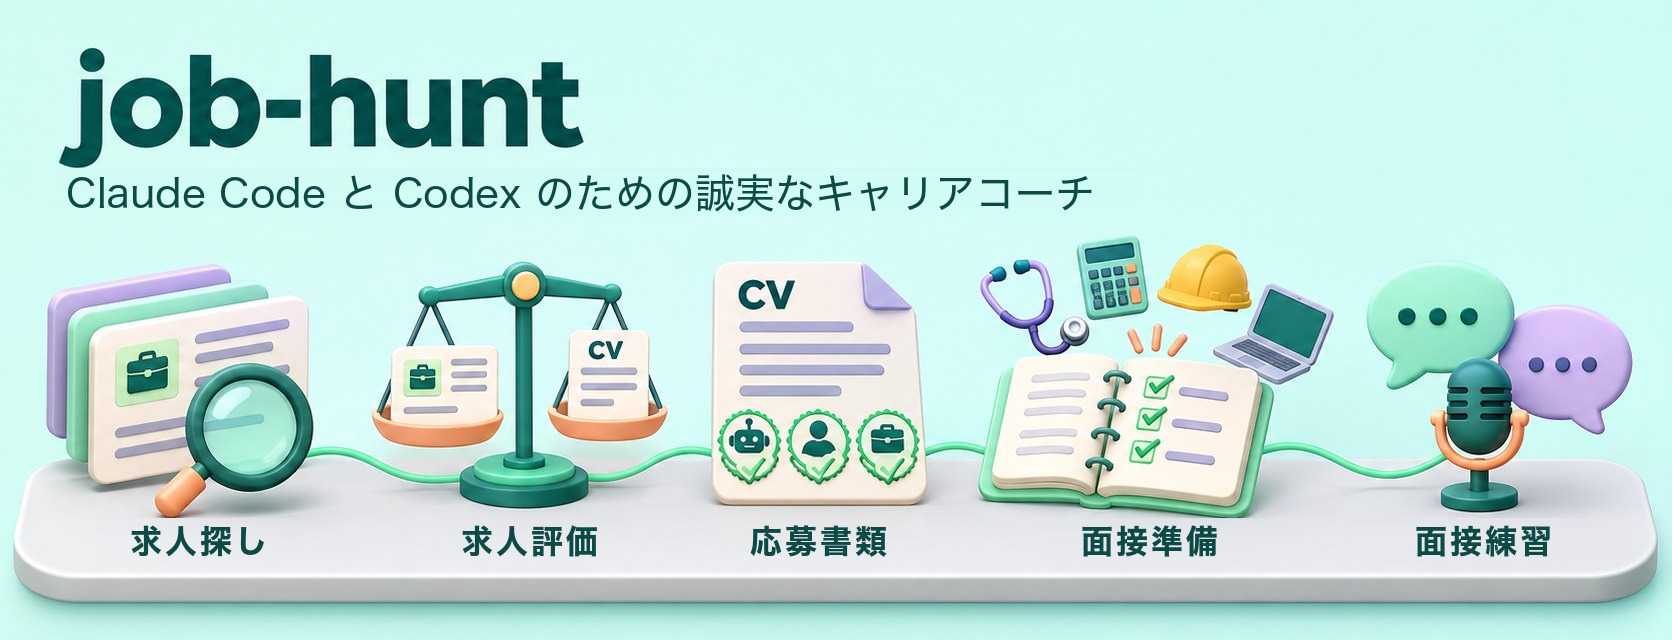 job-hunt
Claude Code と Codex のための誠実なキャリアコーチ
CV
CV
求人探し
求人評価
応募書類
面接準備
面接練習